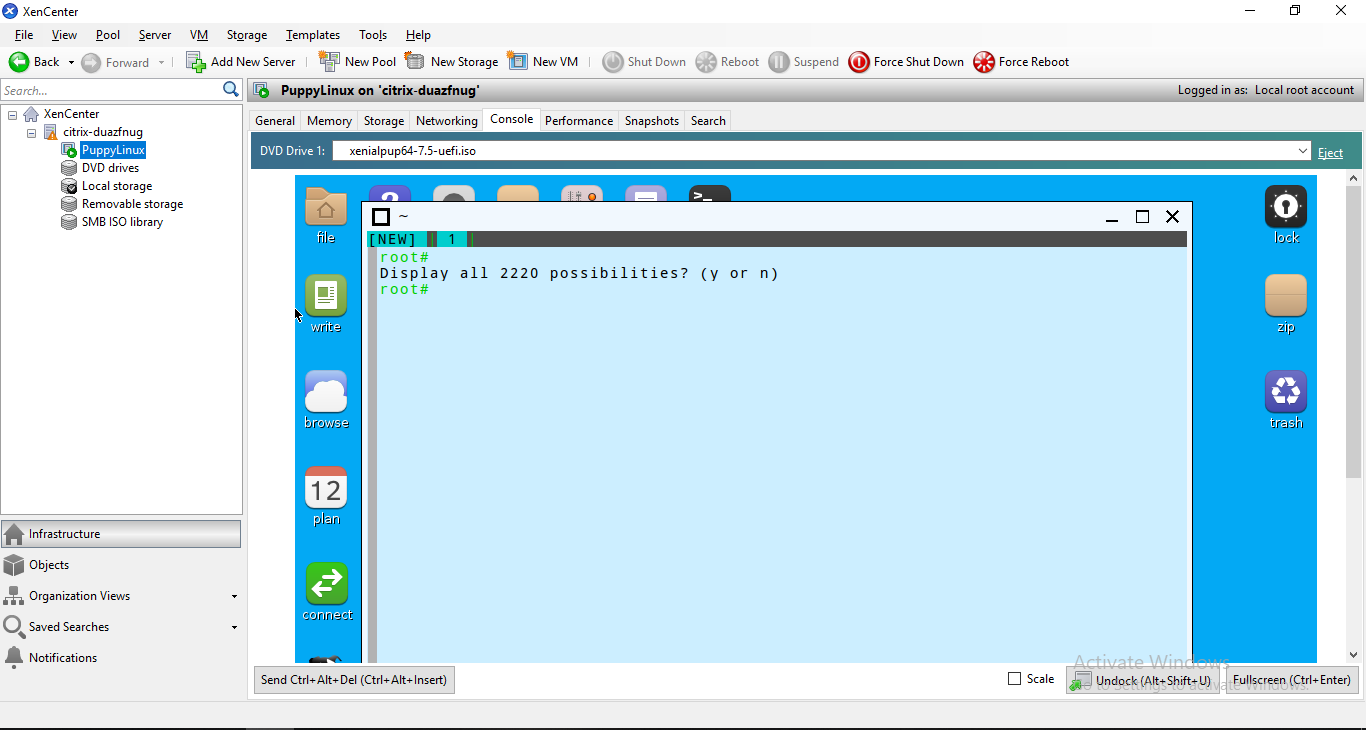 XenCenter
File View Pool Server VM Storage Templates Tools Help
Back Forward Add New Server New Pool New Storage New VM Shut Down Reboot Suspend Force Shut Down Force Reboot
Search...
PuppyLinux on 'citrix-duazfnug'
Logged in as: Local root account
XenCenter
citrix-duazfnug
PuppyLinux
DVD drives
Local storage
Removable storage
SMB ISO library
General Memory Storage Networking Console Performance Snapshots Search
DVD Drive 1: xenialpup64-7.5-uefi.iso Eject
file
write
browse
12
plan
connect
~
[NEW] 1
root#
Display all 2220 possibilities? (y or n)
root#
lock
zip
trash
Infrastructure
Objects
Organization Views
Saved Searches
Notifications
Send Ctrl+Alt+Del (Ctrl+Alt+Insert)
Scale
Undock (Alt+Shift+U)
Fullscreen (Ctrl+Enter)
Activate Windows
Go to Settings to activate Windows.